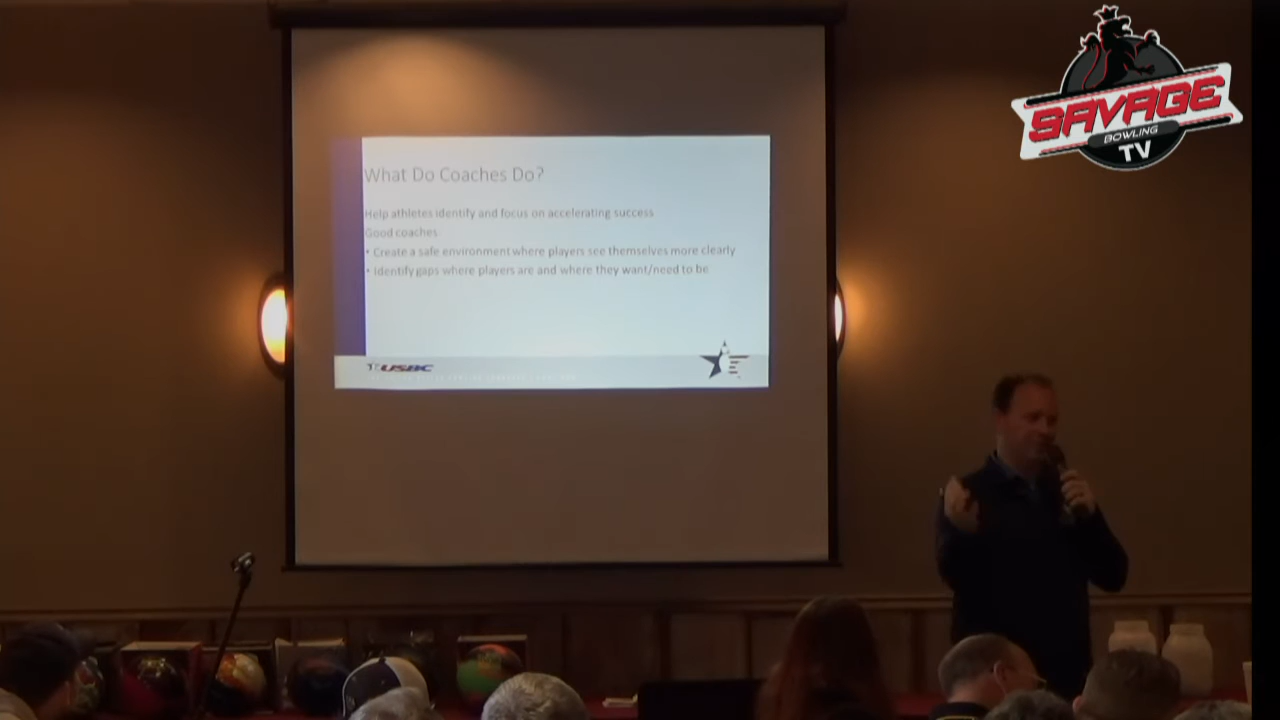 SAVAGE
BOWLING
TV
What Do Coaches Do?
Help athletes identify and focus on accelerating success
Good coaches
• Create a safe environment where players see themselves more clearly
• Identify gaps where players are and where they want/need to be
USBC